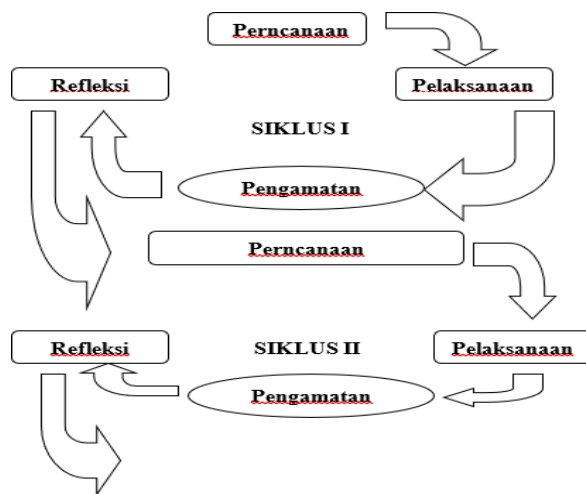 Perncanaan
Refleksi
Pelaksanaan
SIKLUS I
Pengamatan
Perncanaan
Refleksi
SIKLUS II
Pelaksanaan
Pengamatan